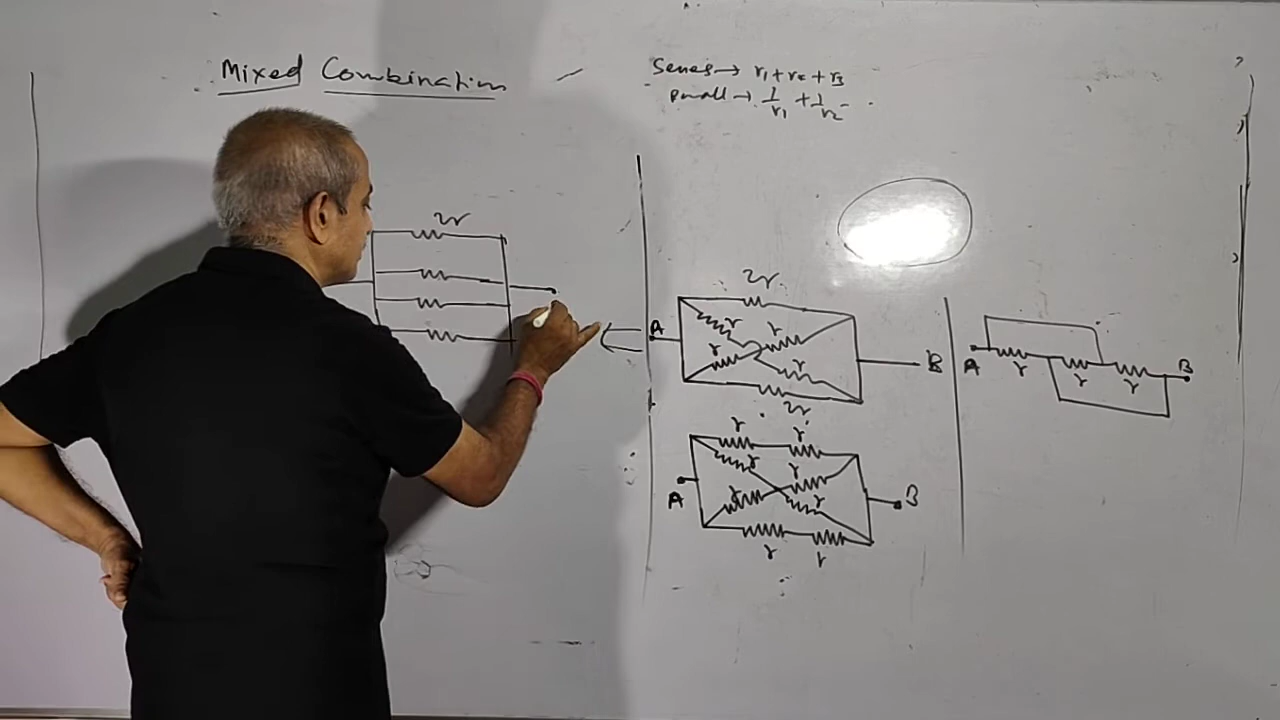 Mixed Combination
Series → r1 + r2 + r3
Parall → 1/r1 + 1/r2
2r
2r
A
r
r
r
r
B
2r
A
r
r
r
B
r
r
r
r
A
r
r
B
r
r